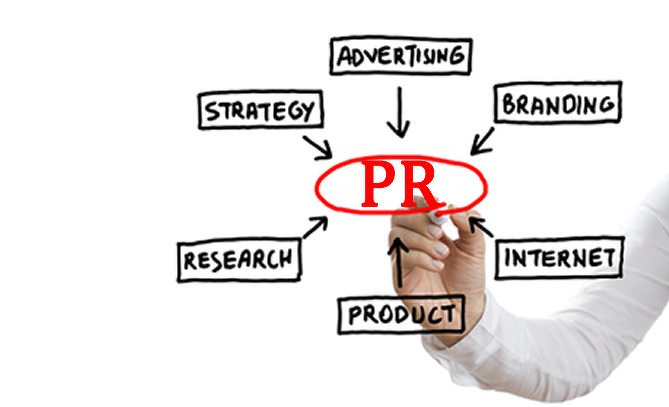 ADVERTISING
STRATEGY
BRANDING
PR
RESEARCH
INTERNET
PRODUCT